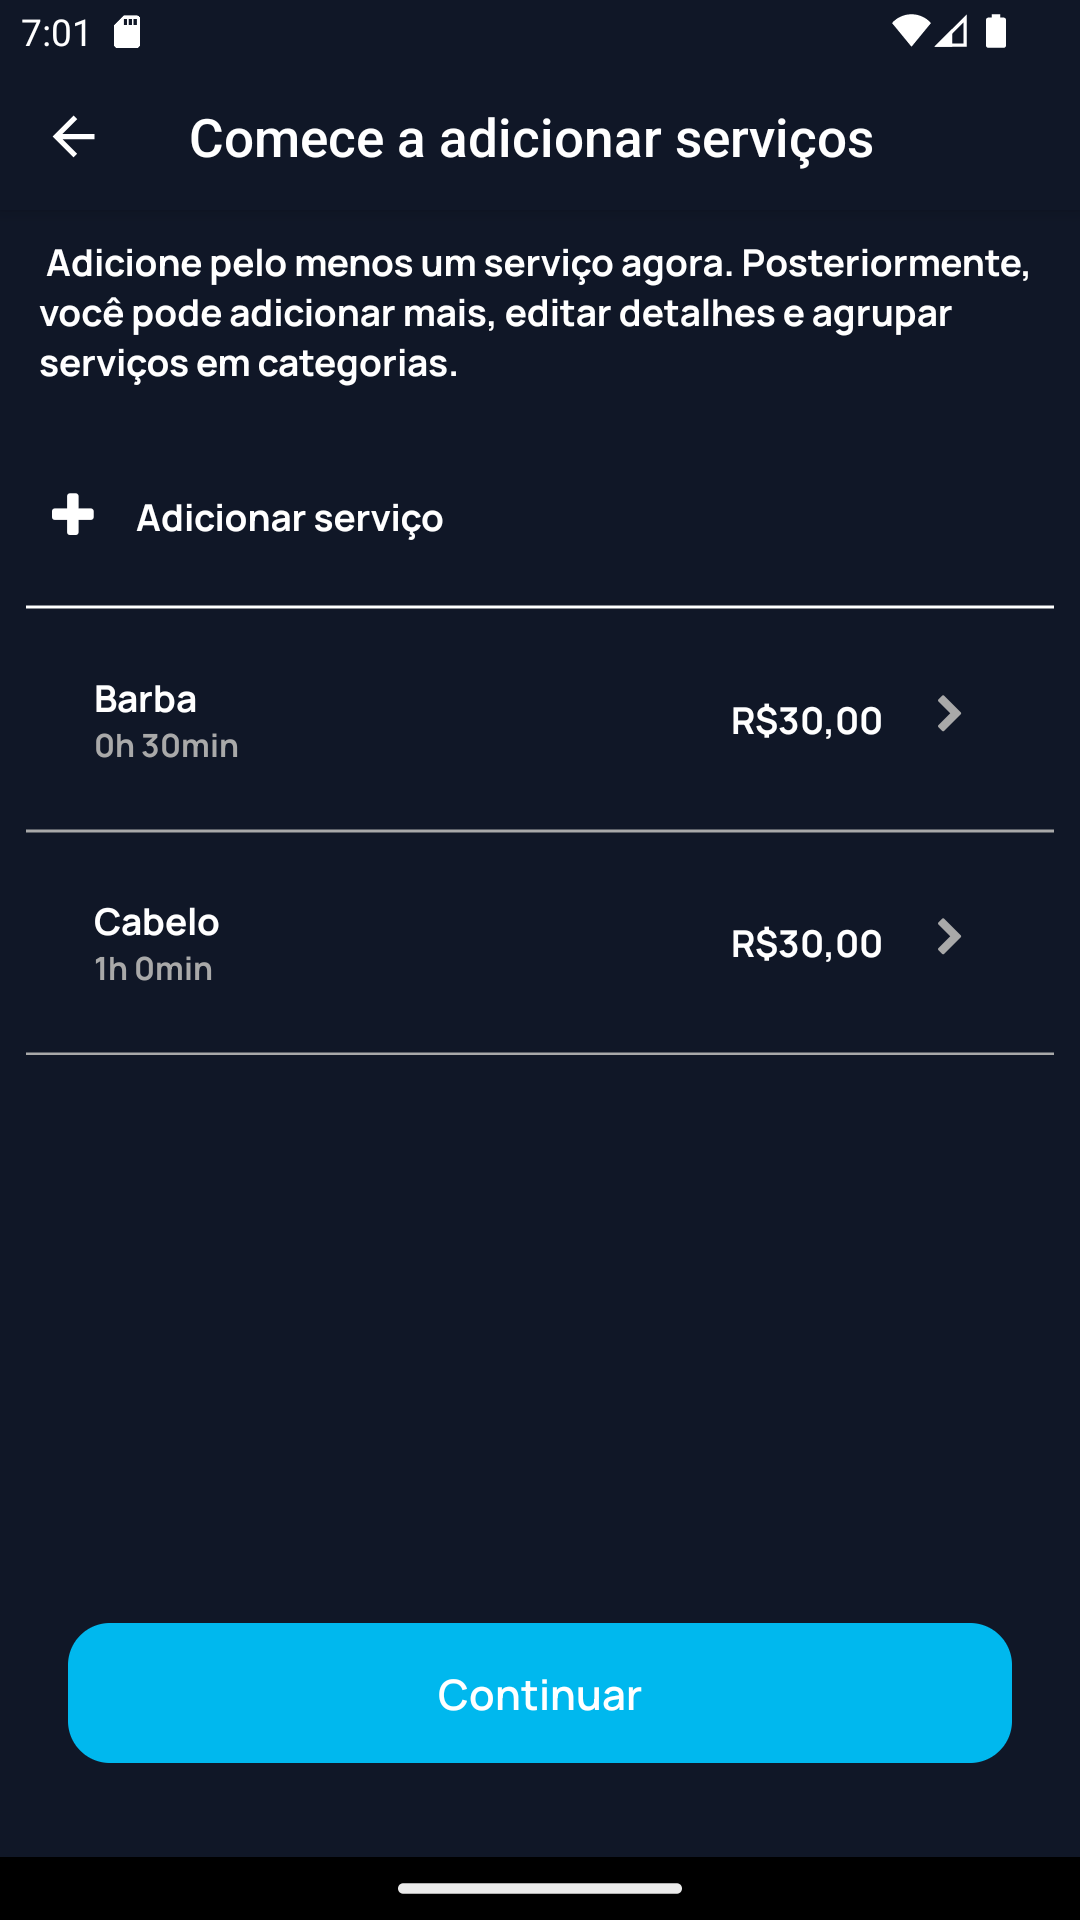 7:01
Comece a adicionar serviços
Adicione pelo menos um serviço agora. Posteriormente,
você pode adicionar mais, editar detalhes e agrupar
serviços em categorias.
Adicionar serviço
Barba
0h 30min
R$30,00
Cabelo
1h 0min
R$30,00
Continuar